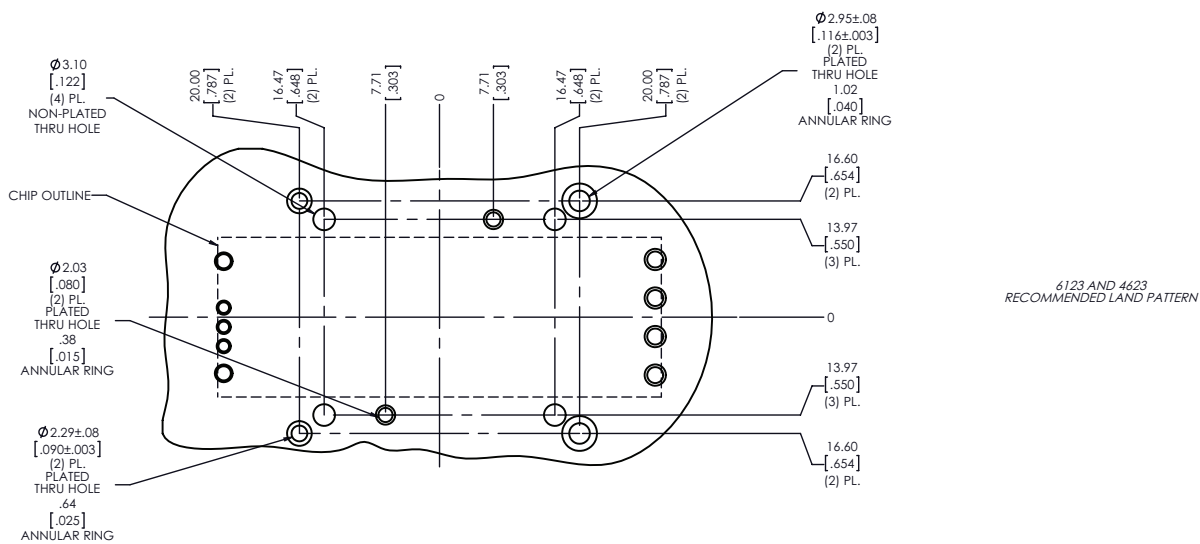 Ø3.10
[.122]
(4) PL.
NON-PLATED
THRU HOLE
20.00
[.787]
(2) PL.
16.47
[.648]
(2) PL.
7.71
[.303]
0
7.71
[.303]
16.47
[.648]
(2) PL.
20.00
[.787]
(2) PL.
Ø2.95±.08
[.116±.003]
(2) PL.
PLATED
THRU HOLE
1.02
[.040]
ANNULAR RING
CHIP OUTLINE
16.60
[.654]
(2) PL.
13.97
[.550]
(3) PL.
Ø2.03
[.080]
(2) PL.
PLATED
THRU HOLE
.38
[.015]
ANNULAR RING
0
6123 AND 4623
RECOMMENDED LAND PATTERN
13.97
[.550]
(3) PL.
16.60
[.654]
(2) PL.
Ø2.29±.08
[.090±.003]
(2) PL.
PLATED
THRU HOLE
.64
[.025]
ANNULAR RING